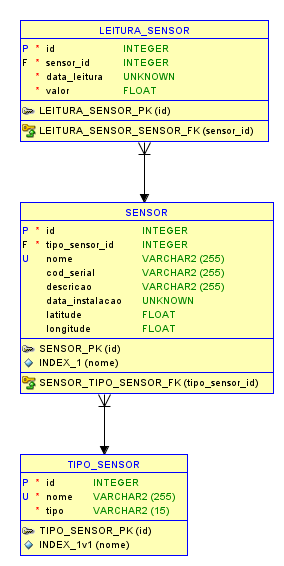 LEITURA_SENSOR
P * id INTEGER
F * sensor_id INTEGER
* data_leitura UNKNOWN
* valor FLOAT
LEITURA_SENSOR_PK (id)
LEITURA_SENSOR_SENSOR_FK (sensor_id)
SENSOR
P * id INTEGER
F * tipo_sensor_id INTEGER
U nome VARCHAR2 (255)
cod_serial VARCHAR2 (255)
descricao VARCHAR2 (255)
data_instalacao UNKNOWN
latitude FLOAT
longitude FLOAT
SENSOR_PK (id)
INDEX_1 (nome)
SENSOR_TIPO_SENSOR_FK (tipo_sensor_id)
TIPO_SENSOR
P * id INTEGER
U * nome VARCHAR2 (255)
* tipo VARCHAR2 (15)
TIPO_SENSOR_PK (id)
INDEX_1v1 (nome)